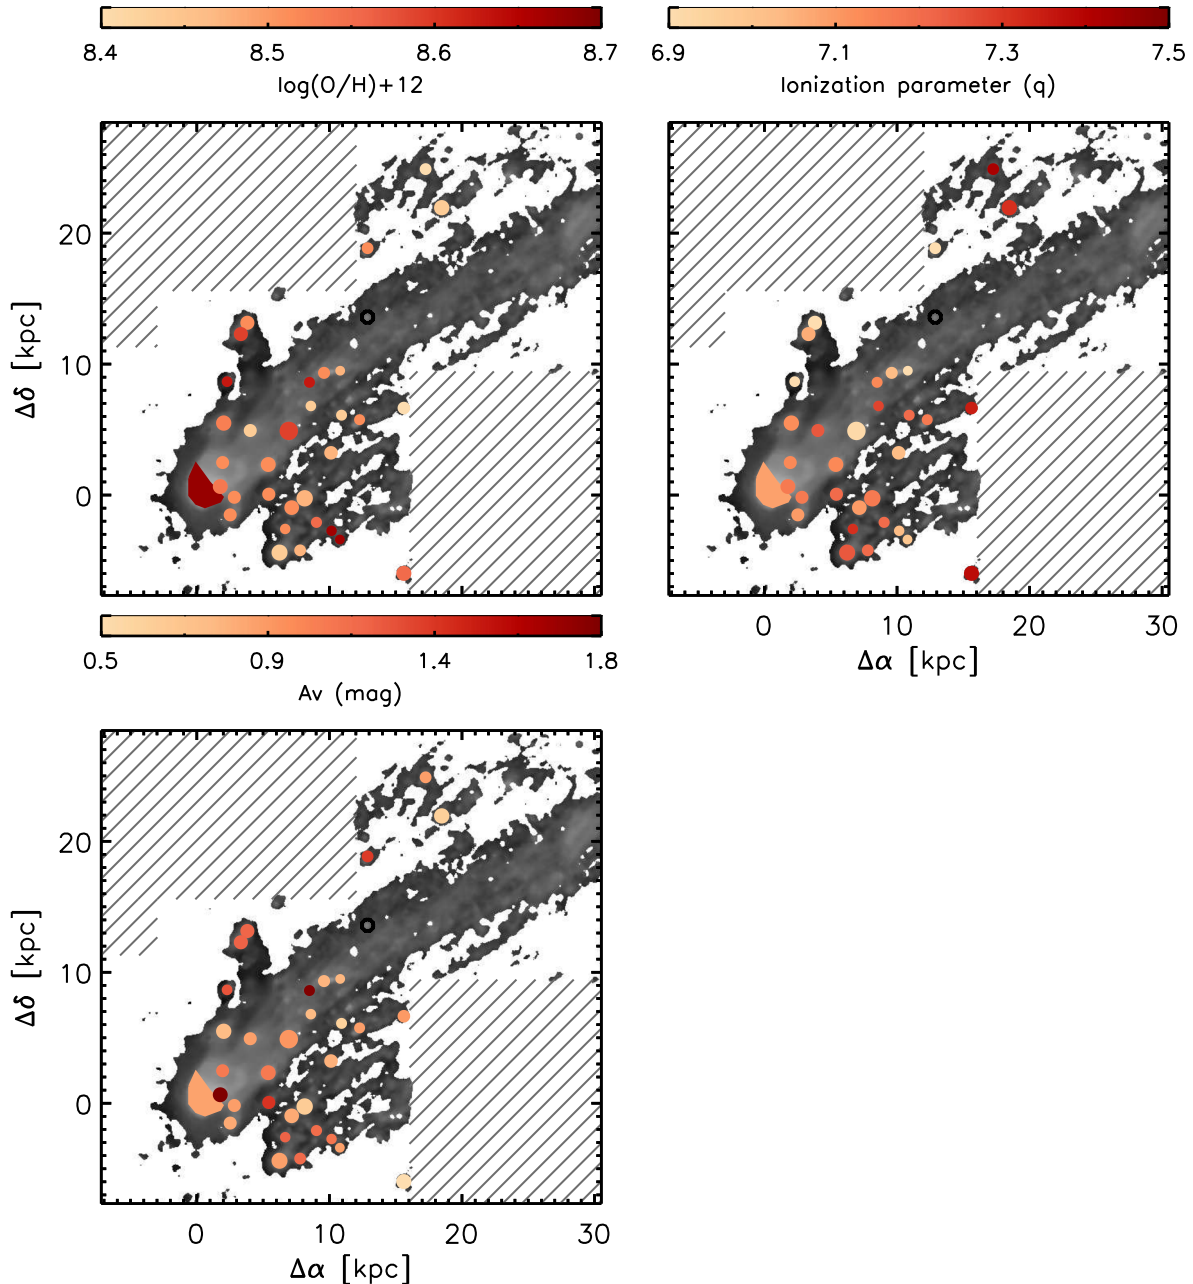 8.4 8.5 8.6 8.7
log(O/H)+12
6.9 7.1 7.3 7.5
Ionization parameter (q)
20
10
0
Δδ [kpc]
0 10 20 30
Δα [kpc]
0.5 0.9 1.4 1.8
Av (mag)
20
10
0
Δδ [kpc]
0 10 20 30
Δα [kpc]